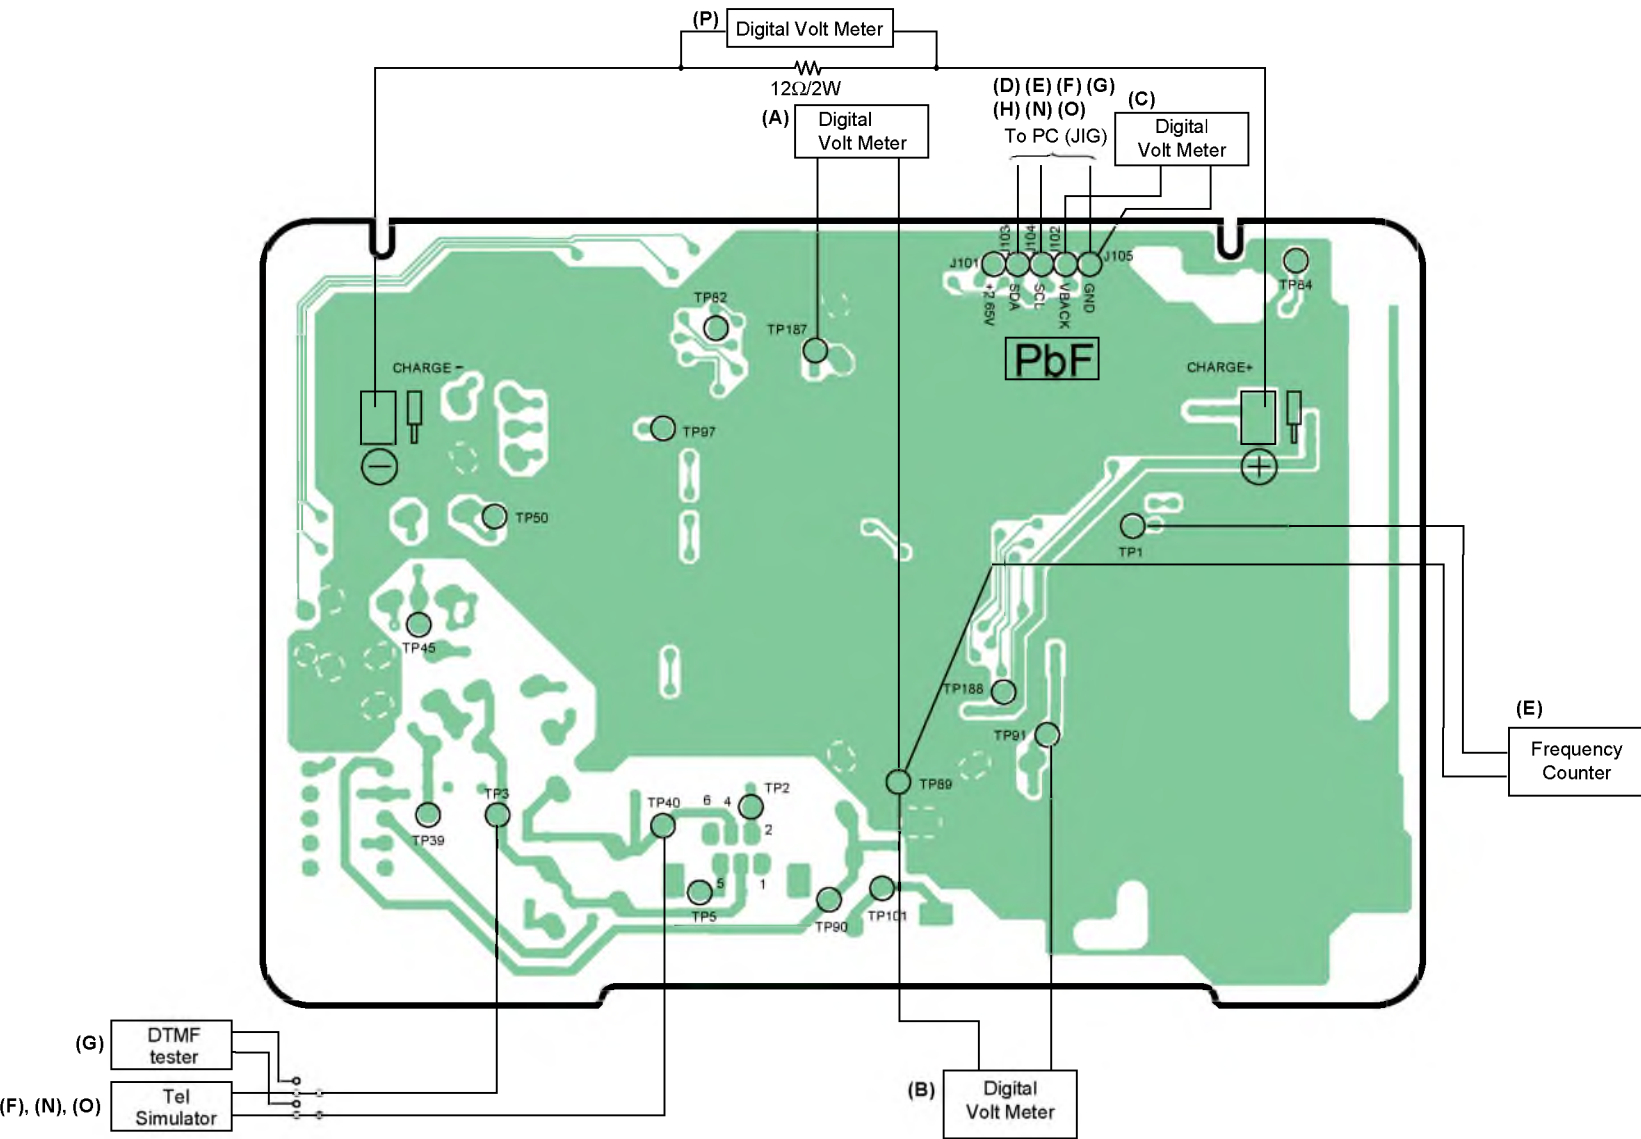 (P)
Digital Volt Meter
12Ω/2W
(A)
Digital
Volt Meter
(D) (E) (F) (G)
(H) (N) (O)
To PC (JIG)
(C)
Digital
Volt Meter
J103
J104
J102
J101
J105
+2.65V
SDA
SCL
VBACK
GND
TP84
TP82
TP187
PbF
CHARGE -
CHARGE+
TP97
TP50
TP1
TP45
TP188
TP91
(E)
Frequency
Counter
TP89
TP3
TP40
6
4
TP2
2
TP39
5
1
TP5
TP90
TP101
(G)
DTMF
tester
(F), (N), (O)
Tel
Simulator
(B)
Digital
Volt Meter